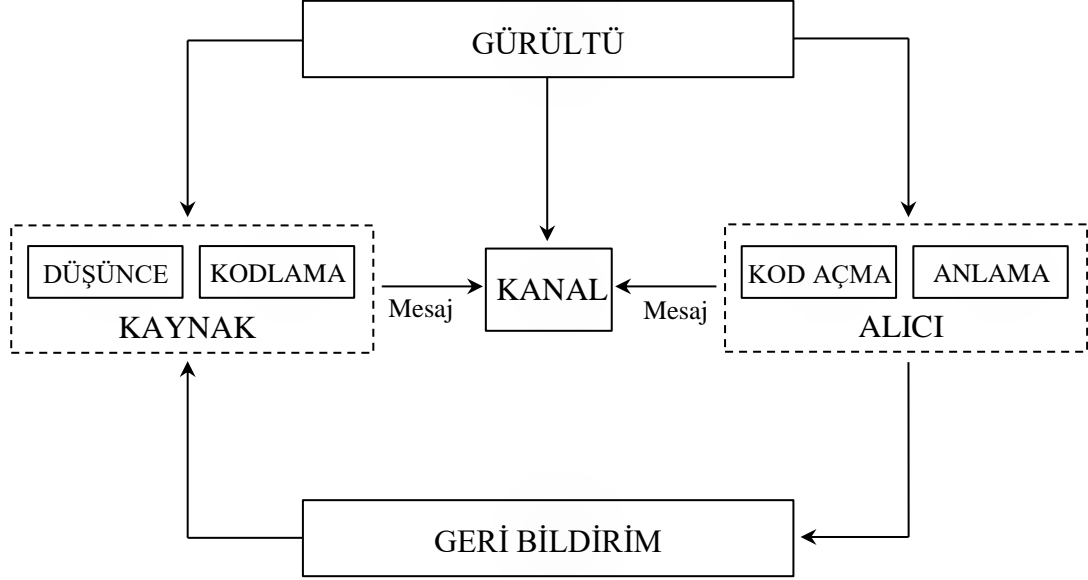 GÜRÜLTÜ
DÜŞÜNCE
KODLAMA
KAYNAK
Mesaj
KANAL
Mesaj
KOD AÇMA
ANLAMA
ALICI
GERİ BİLDİRİM